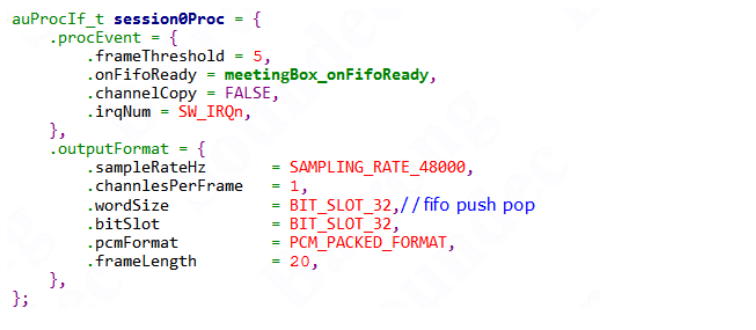 auProcIf_t session0Proc = {
    .procEvent = {
        .frameThreshold = 5,
        .onFifoReady = meetingBox_onFifoReady,
        .channelCopy = FALSE,
        .irqNum = SW_IRQn,
    },
    .outputFormat = {
        .sampleRateHz       = SAMPLING_RATE_48000,
        .channlesPerFrame   = 1,
        .wordSize           = BIT_SLOT_32,//fifo push pop
        .bitSlot            = BIT_SLOT_32,
        .pcmFormat          = PCM_PACKED_FORMAT,
        .frameLength        = 20,
    },
};